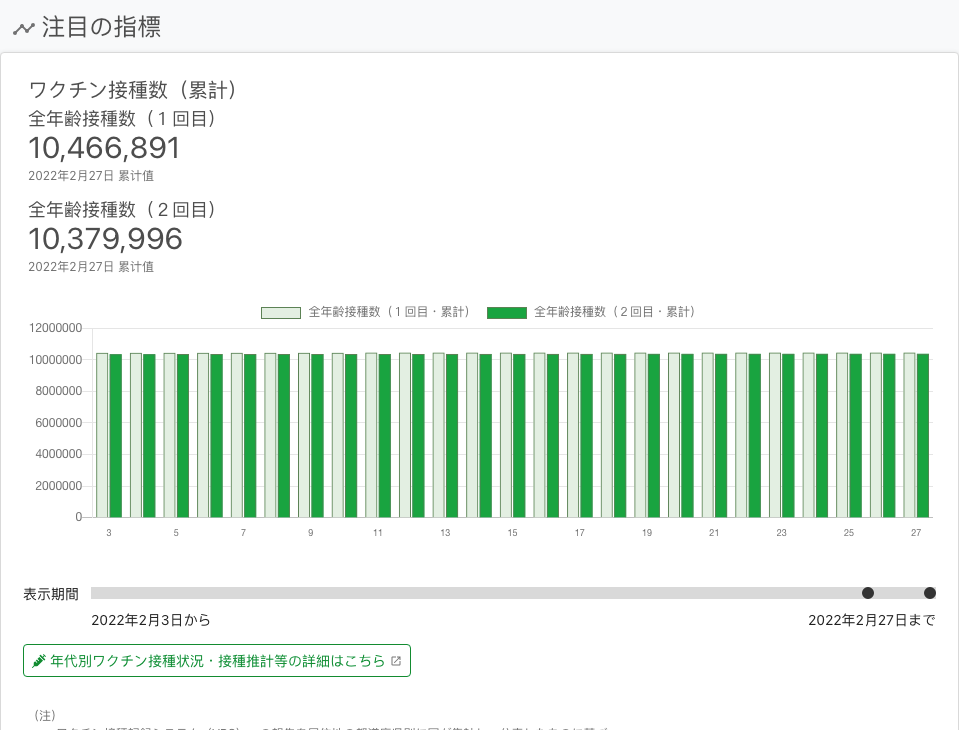 注目の指標
ワクチン接種数（累計）
全年齢接種数（１回目）
10,466,891
2022年2月27日 累计值
全年齢接種数（２回目）
10,379,996
2022年2月27日 累计值
全年齢接種数（１回目・累計） 全年齢接種数（２回目・累計）
12000000
10000000
8000000
6000000
4000000
2000000
0
3 5 7 9 11 13 15 17 19 21 23 25 27
表示期間
2022年2月3日から 2022年2月27日まで
年代別ワクチン接種状況・接種推計等の詳細はこちら
（注）